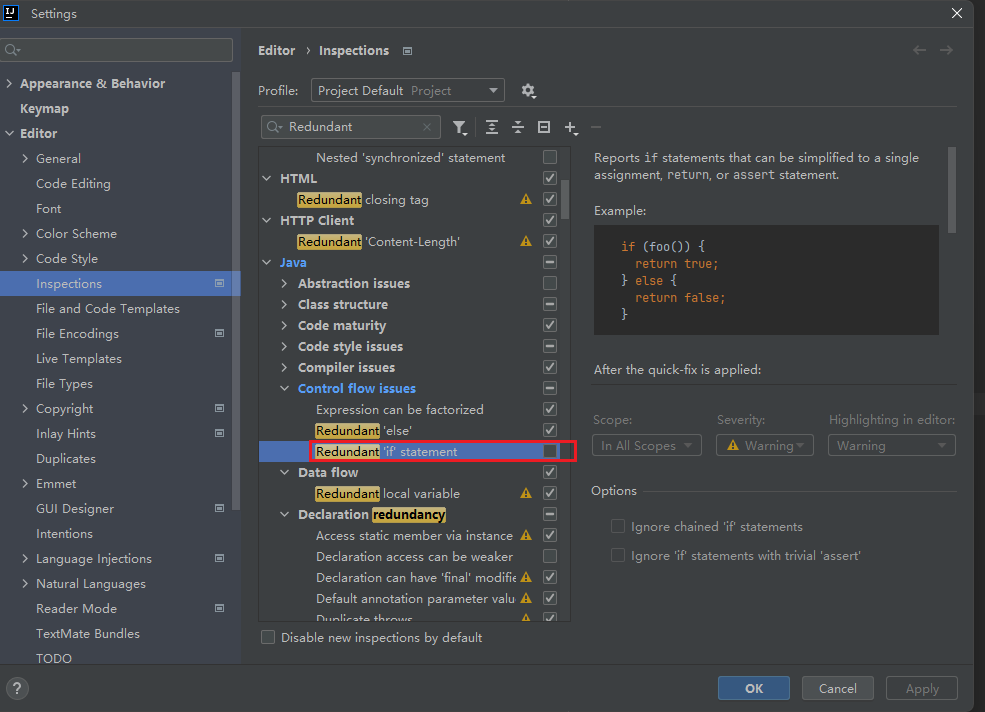 Settings
Editor › Inspections
Appearance & Behavior
Keymap
Editor
General
Code Editing
Font
Color Scheme
Code Style
Inspections
File and Code Templates
File Encodings
Live Templates
File Types
Copyright
Inlay Hints
Duplicates
Emmet
GUI Designer
Intentions
Language Injections
Natural Languages
Reader Mode
TextMate Bundles
TODO
Profile: Project Default Project
Redundant
Nested 'synchronized' statement
HTML
Redundant closing tag
HTTP Client
Redundant 'Content-Length'
Java
Abstraction issues
Class structure
Code maturity
Code style issues
Compiler issues
Control flow issues
Expression can be factorized
Redundant 'else'
Redundant 'if' statement
Data flow
Redundant local variable
Declaration redundancy
Access static member via instance
Declaration access can be weaker
Declaration can have 'final' modifie
Default annotation parameter valu
Duplicate throws
Disable new inspections by default
Reports if statements that can be simplified to a single
assignment, return, or assert statement.
Example:
if (foo()) {
return true;
} else {
return false;
}
After the quick-fix is applied:
Scope: Severity: Highlighting in editor:
In All Scopes Warning Warning
Options
Ignore chained 'if' statements
Ignore 'if' statements with trivial 'assert'
? OK Cancel Apply